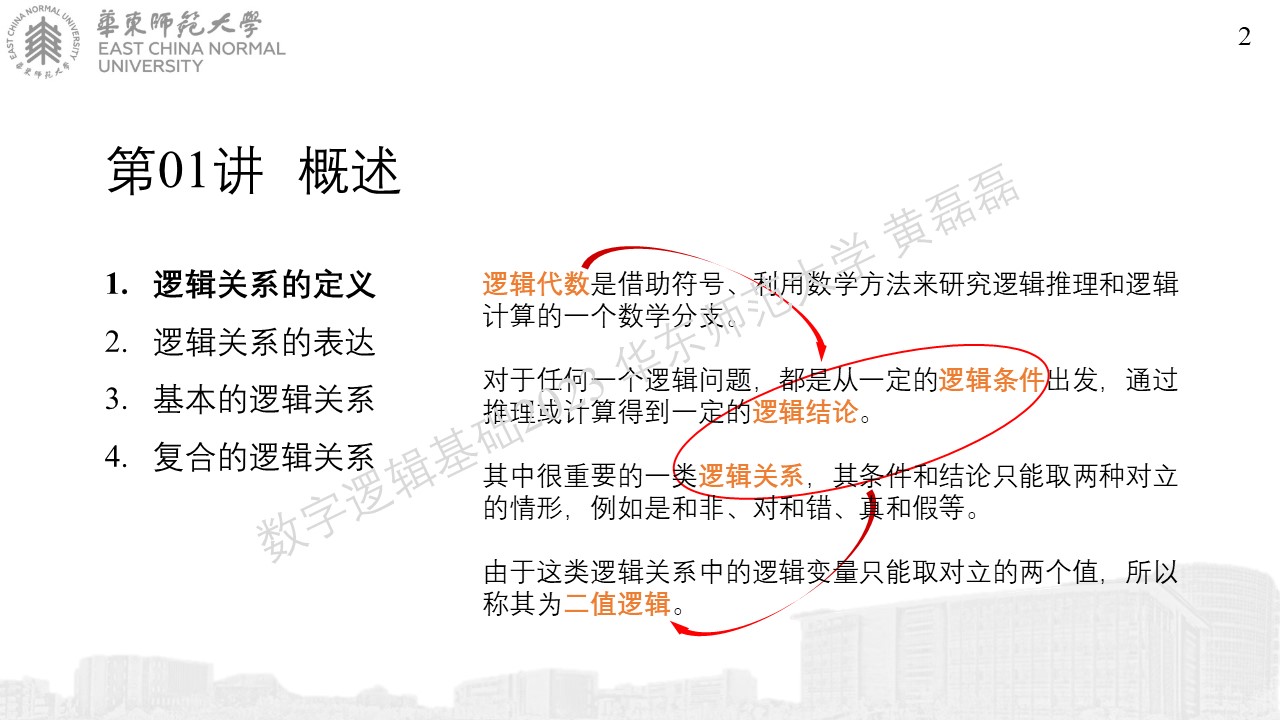 華東師範大學
EAST CHINA NORMAL
UNIVERSITY
EAST CHINA NORMAL UNIVERSITY
華東师范大学
2
第01讲 概述
1. 逻辑关系的定义
2. 逻辑关系的表达
3. 基本的逻辑关系
4. 复合的逻辑关系
逻辑代数是借助符号、利用数学方法来研究逻辑推理和逻辑
计算的一个数学分支。
对于任何一个逻辑问题，都是从一定的逻辑条件出发，通过
推理或计算得到一定的逻辑结论。
其中很重要的一类逻辑关系，其条件和结论只能取两种对立
的情形，例如是和非、对和错、真和假等。
由于这类逻辑关系中的逻辑变量只能取对立的两个值，所以
称其为二值逻辑。
数字逻辑基础2023 华东师范大学 黄磊磊